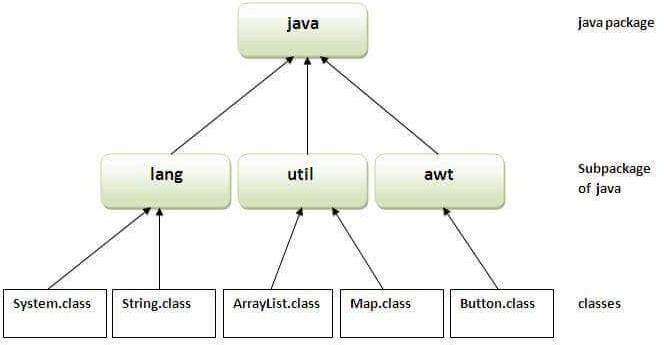 java
java package
lang
util
awt
Subpackage
of java
System.class
String.class
ArrayList.class
Map.class
Button.class
classes